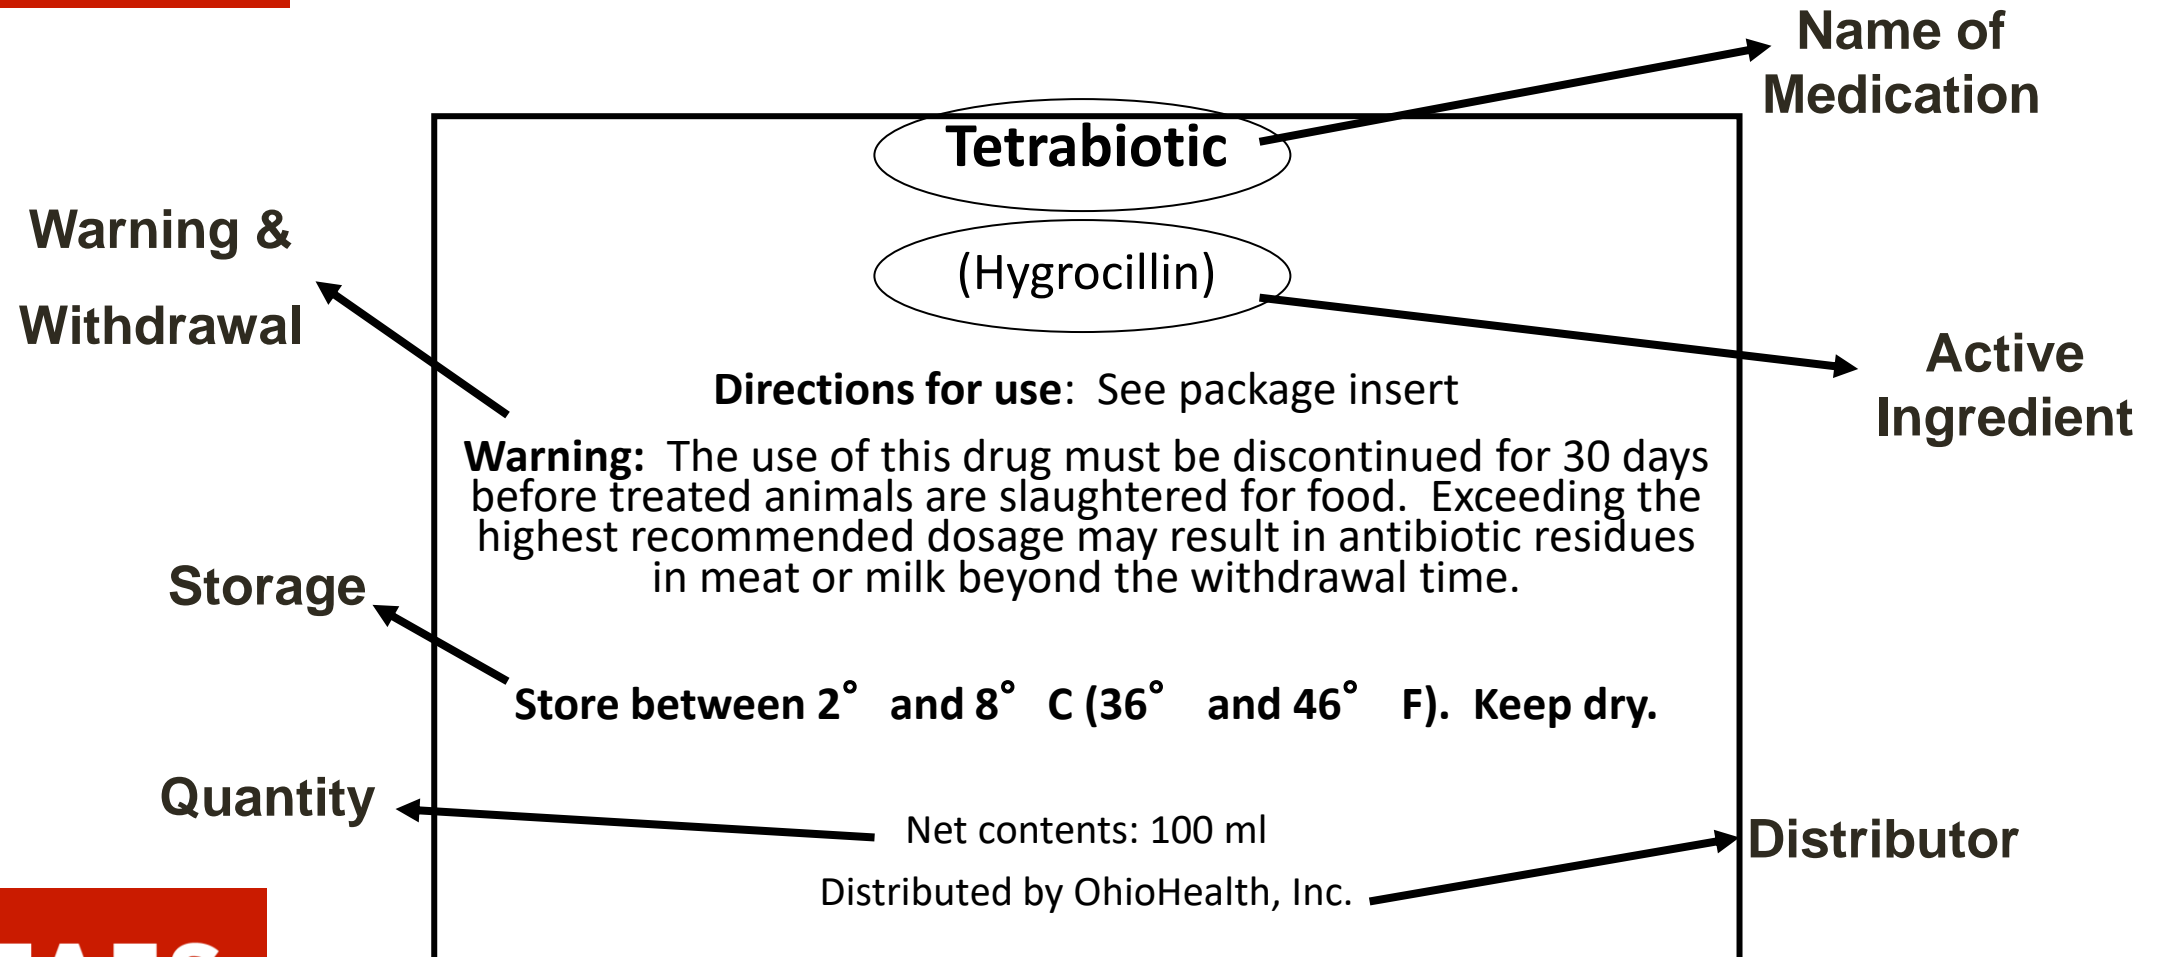 Name of
Medication
Tetrabiotic
Warning &
Withdrawal
(Hygrocillin)
Active
Ingredient
Directions for use:  See package insert
Warning:  The use of this drug must be discontinued for 30 days
before treated animals are slaughtered for food.  Exceeding the
highest recommended dosage may result in antibiotic residues
in meat or milk beyond the withdrawal time.
Storage
Store between 2° and 8° C (36° and 46° F).  Keep dry.
Quantity
Net contents: 100 ml
Distributor
Distributed by OhioHealth, Inc.